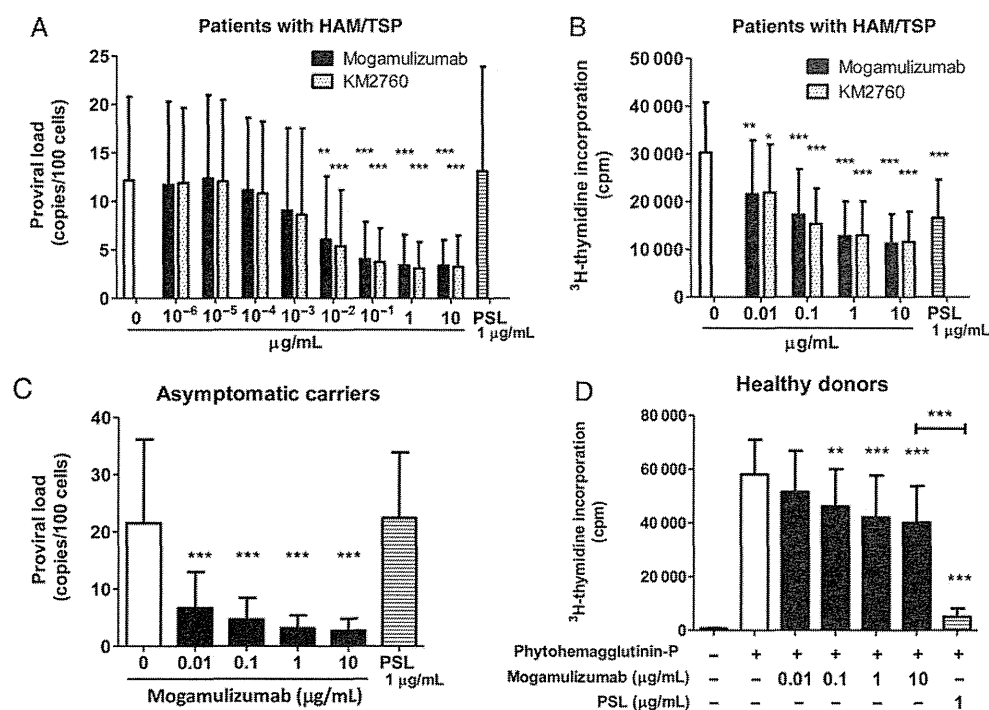 A
Patients with HAM/TSP
Mogamulizumab
KM2760
Proviral load
(copies/100 cells)
25
20
15
10
5
0
** *** *** ***
*** *** *** ***
0 10⁻⁶ 10⁻⁵ 10⁻⁴ 10⁻³ 10⁻² 10⁻¹ 1 10 PSL
1 µg/mL
µg/mL
B
Patients with HAM/TSP
Mogamulizumab
KM2760
³H-thymidine incorporation
(cpm)
50 000
40 000
30 000
20 000
10 000
0
** * *** *** *** *** *** *** ***
0 0.01 0.1 1 10 PSL
1 µg/mL
µg/mL
C
Asymptomatic carriers
Proviral load
(copies/100 cells)
40
30
20
10
0
*** *** *** ***
0 0.01 0.1 1 10 PSL
1 µg/mL
Mogamulizumab (µg/mL)
D
Healthy donors
³H-thymidine incorporation
(cpm)
80 000
60 000
40 000
20 000
0
***
** *** ***
***
Phytohemagglutinin-P – + + + + + +
Mogamulizumab (µg/mL) – – 0.01 0.1 1 10 –
PSL (µg/mL) – – – – – – 1